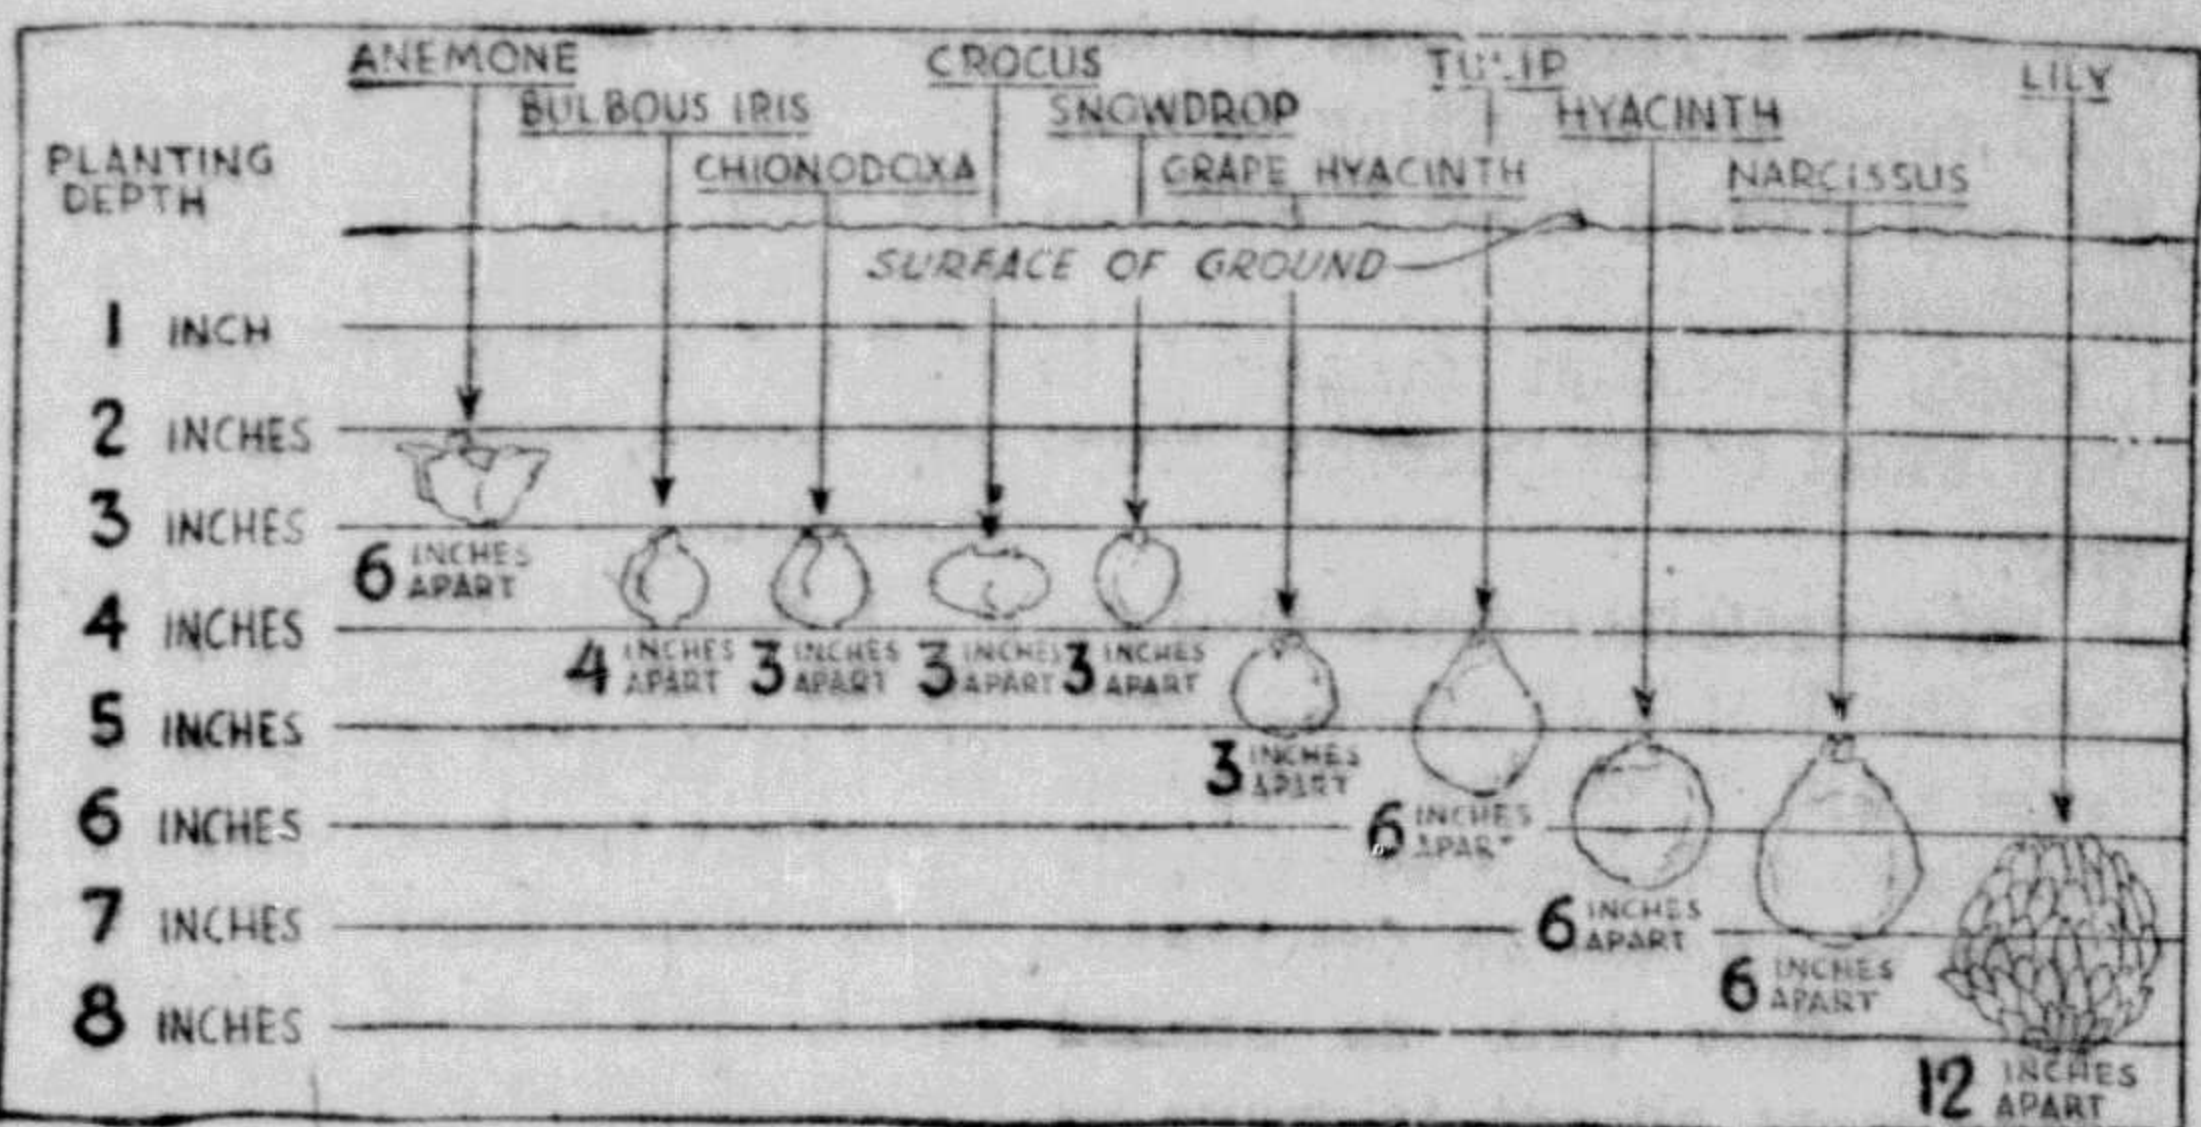 ANEMONE
CROCUS
TULIP
LILY
BULBOUS IRIS
SNOWDROP
HYACINTH
CHIONODOXA
GRAPE HYACINTH
NARCISSUS
PLANTING
DEPTH
SURFACE OF GROUND
1 INCH
2 INCHES
3 INCHES
6 INCHES
APART
4 INCHES
4 INCHES
APART
3 INCHES
APART
3 INCHES
APART
3 INCHES
APART
5 INCHES
3 INCHES
APART
6 INCHES
6 INCHES
APART
7 INCHES
6 INCHES
APART
6 INCHES
APART
8 INCHES
12 INCHES
APART